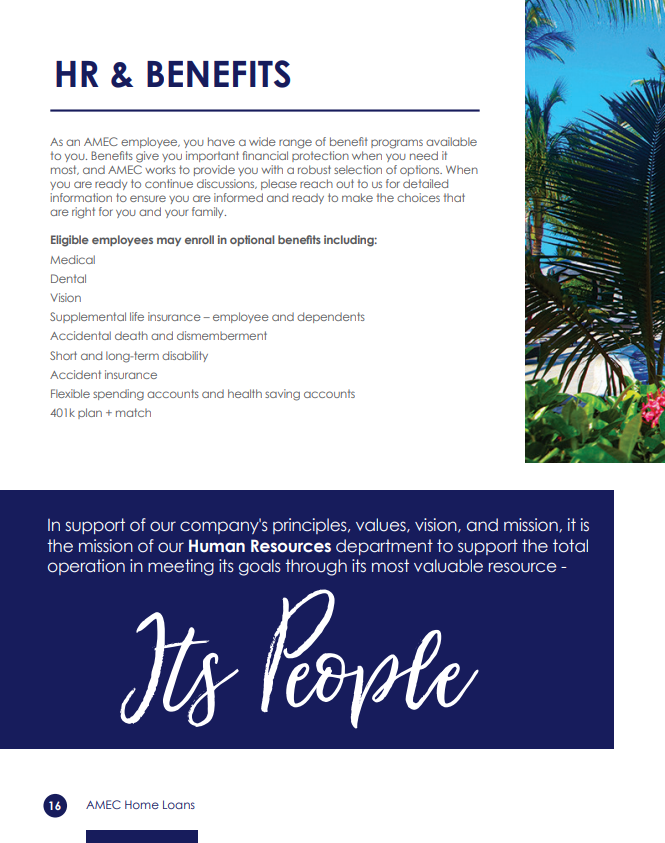 HR & BENEFITS
As an AMEC employee, you have a wide range of benefit programs available
to you. Benefits give you important financial protection when you need it
most, and AMEC works to provide you with a robust selection of options. When
you are ready to continue discussions, please reach out to us for detailed
information to ensure you are informed and ready to make the choices that
are right for you and your family.
Eligible employees may enroll in optional benefits including:
Medical
Dental
Vision
Supplemental life insurance – employee and dependents
Accidental death and dismemberment
Short and long-term disability
Accident insurance
Flexible spending accounts and health saving accounts
401k plan + match
In support of our company's principles, values, vision, and mission, it is
the mission of our Human Resources department to support the total
operation in meeting its goals through its most valuable resource -
Its People
16 AMEC Home Loans